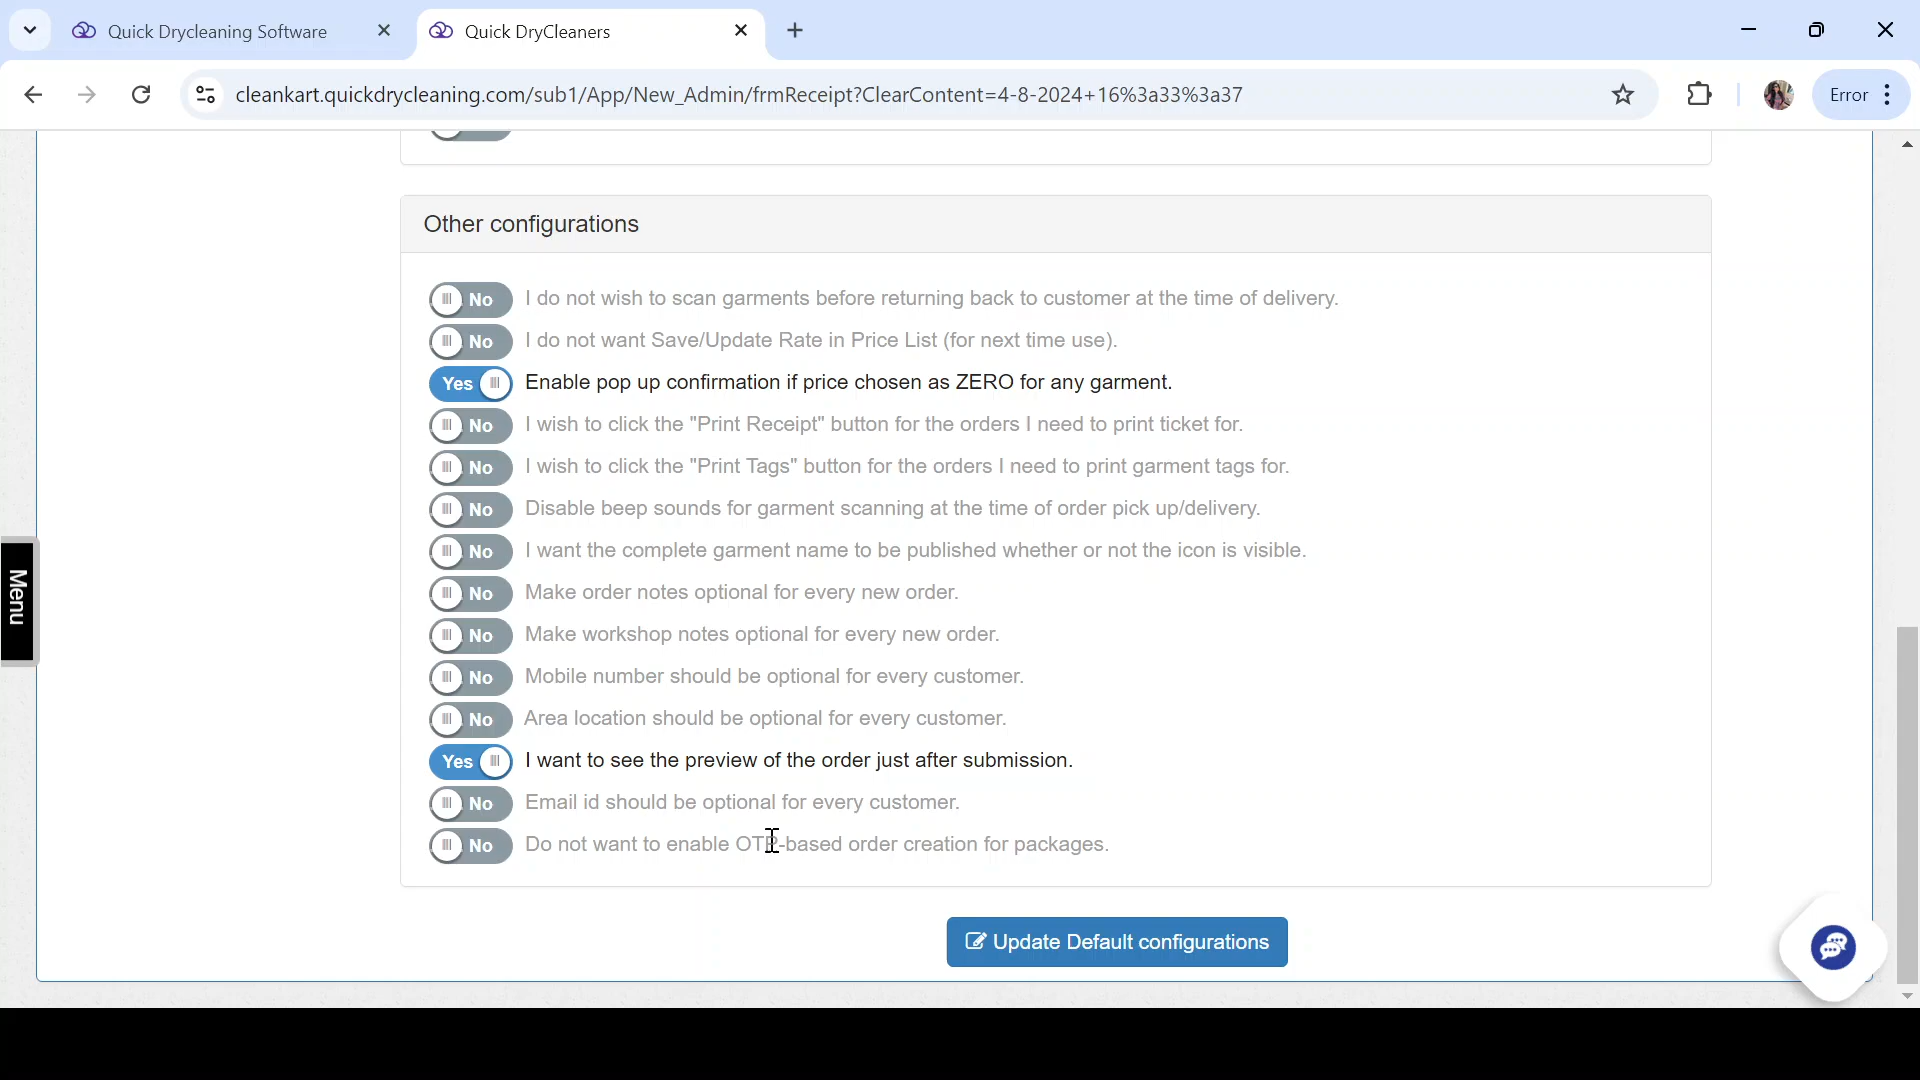 Quick Drycleaning Software
Quick DryCleaners
cleankart.quickdrycleaning.com/sub1/App/New_Admin/frmReceipt?ClearContent=4-8-2024+16%3a33%3a37
Error
Other configurations
No I do not wish to scan garments before returning back to customer at the time of delivery.
No I do not want Save/Update Rate in Price List (for next time use).
Yes Enable pop up confirmation if price chosen as ZERO for any garment.
No I wish to click the "Print Receipt" button for the orders I need to print ticket for.
No I wish to click the "Print Tags" button for the orders I need to print garment tags for.
No Disable beep sounds for garment scanning at the time of order pick up/delivery.
No I want the complete garment name to be published whether or not the icon is visible.
No Make order notes optional for every new order.
No Make workshop notes optional for every new order.
No Mobile number should be optional for every customer.
No Area location should be optional for every customer.
Yes I want to see the preview of the order just after submission.
No Email id should be optional for every customer.
No Do not want to enable OTP-based order creation for packages.
Menu
Update Default configurations